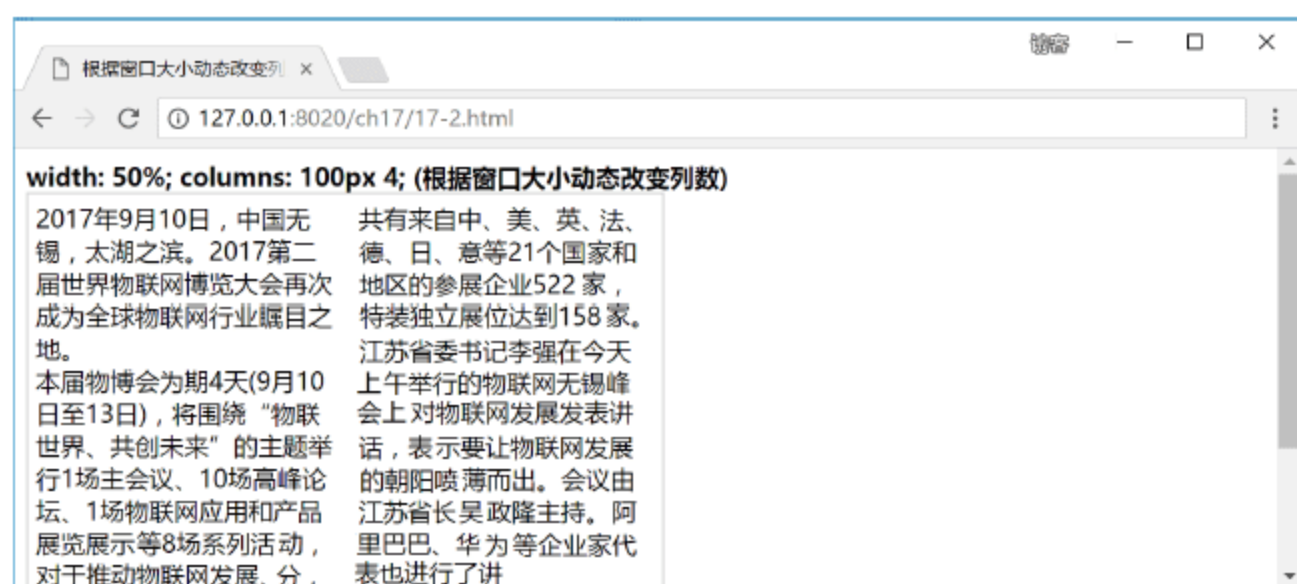 访客
根据窗口大小动态改变列
127.0.0.1:8020/ch17/17-2.html
width: 50%; columns: 100px 4; (根据窗口大小动态改变列数)
2017年9月10日，中国无
锡，太湖之滨。2017第二
届世界物联网博览大会再次
成为全球物联网行业瞩目之
地。
本届物博会为期4天(9月10
日至13日)，将围绕“物联
世界、共创未来”的主题举
行1场主会议、10场高峰论
坛、1场物联网应用和产品
展览展示等8场系列活动，
对于推动物联网发展、分，
共有来自中、美、英、法、
德、日、意等21个国家和
地区的参展企业522 家，
特装独立展位达到158 家。
江苏省委书记李强在今天
上午举行的物联网无锡峰
会上对物联网发展发表讲
话，表示要让物联网发展
的朝阳喷薄而出。会议由
江苏省长吴政隆主持。阿
里巴巴、华为等企业家代
表也进行了讲